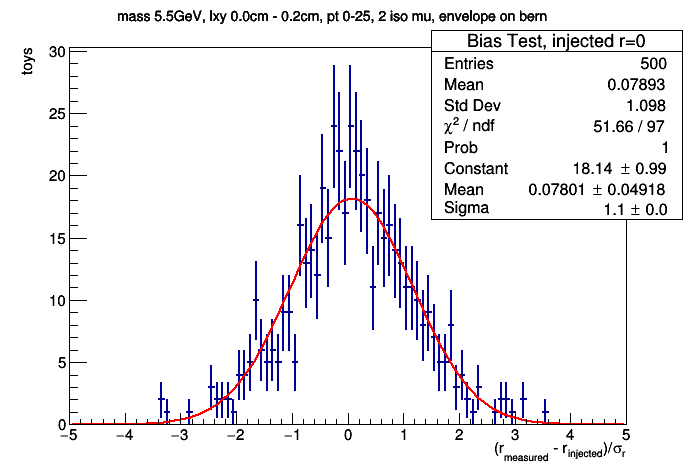 mass 5.5GeV, lxy 0.0cm - 0.2cm, pt 0-25, 2 iso mu, envelope on bern
Bias Test, injected r=0
Entries 500
Mean 0.07893
Std Dev 1.098
χ² / ndf 51.66 / 97
Prob 1
Constant 18.14 ± 0.99
Mean 0.07801 ± 0.04918
Sigma 1.1 ± 0.0
toys
30
25
20
15
10
5
0
−5 −4 −3 −2 −1 0 1 2 3 4 5
(r_measured - r_injected)/σ_r